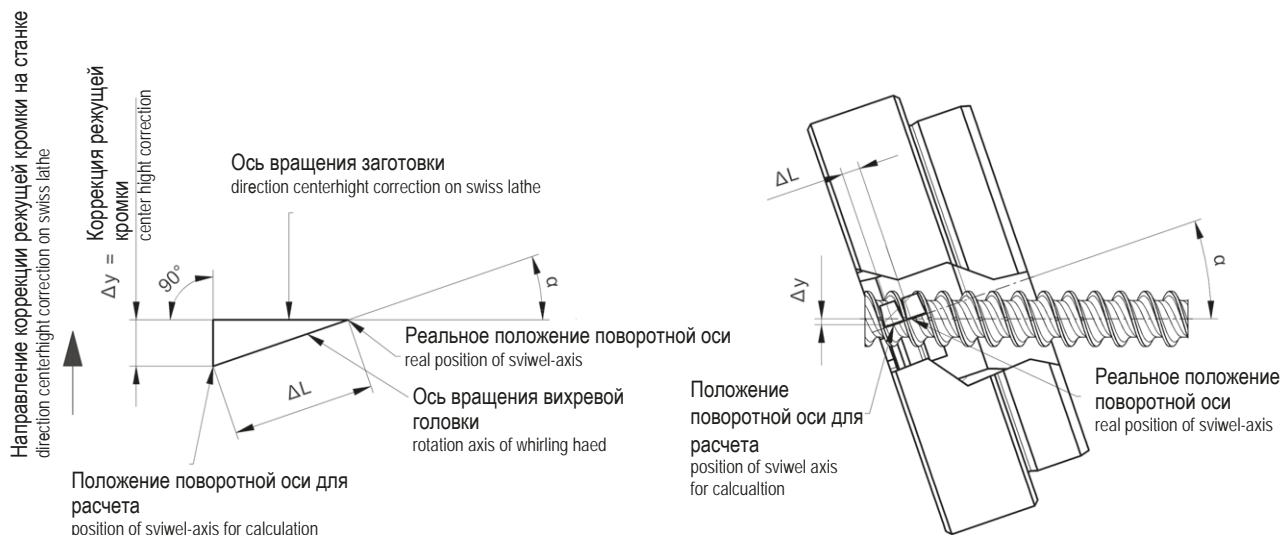 Направление коррекции режущей кромки на станке
direction centerhight correction on swiss lathe
Δy =
Коррекция режущей
кромки
center hight correction
90°
Ось вращения заготовки
direction centerhight correction on swiss lathe
α
Реальное положение поворотной оси
real position of sviwel-axis
ΔL
Ось вращения вихревой
головки
rotation axis of whirling haed
Положение поворотной оси для
расчета
position of sviwel-axis for calculation
ΔL
Δy
α
Положение
поворотной оси для
расчета
position of sviwel axis
for calcualtion
Реальное положение
поворотной оси
real position of sviwel-axis